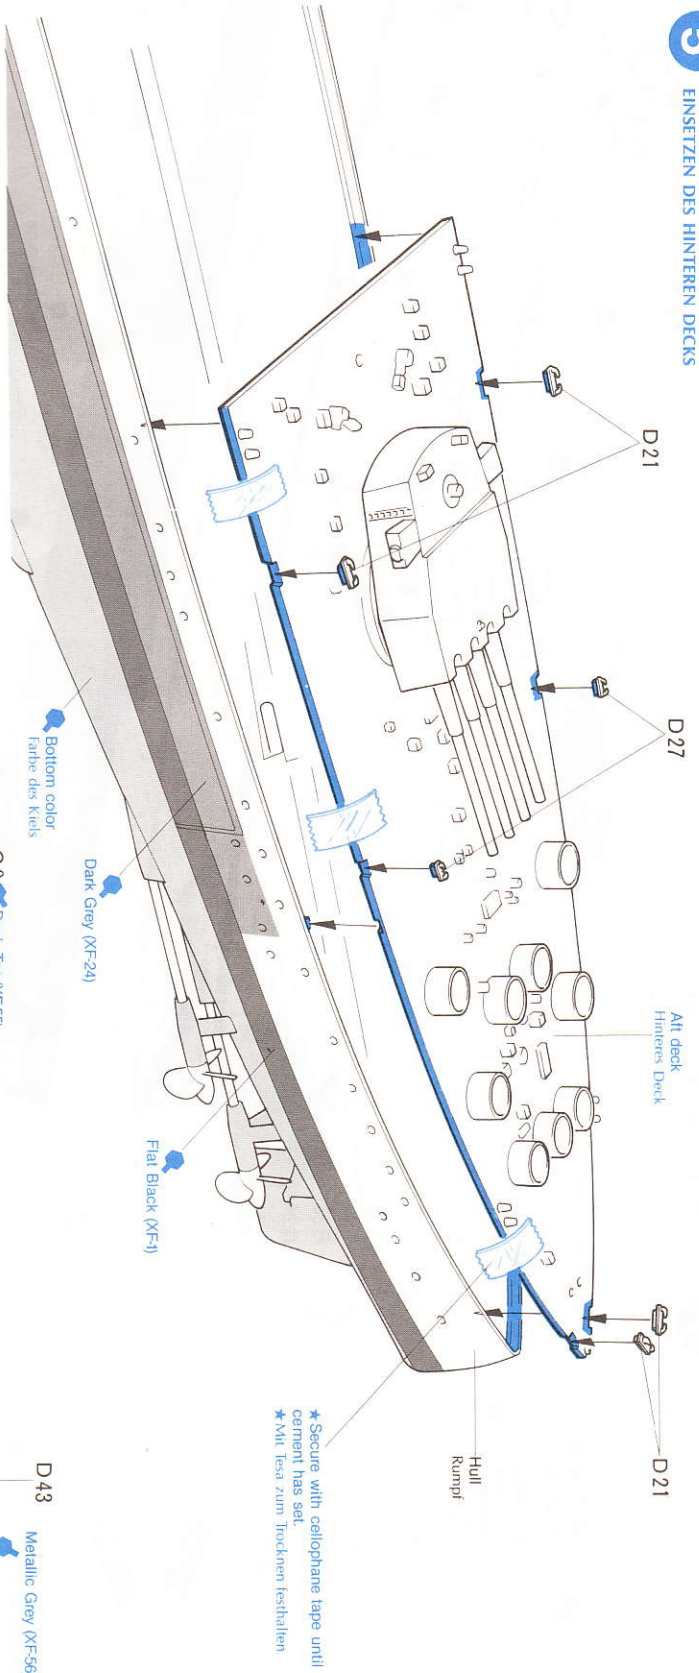 EINSETZEN DES HINTEREN DECKS
D21
D27
Aft deck
Hinteres Deck
D21
Hull
Rumpf
★Secure with cellophane tape until
cement has set.
★Mit Tesa zum Trocknen festhalten
Bottom color
Farbe des Kiels
Dark Grey (XF-24)
Flat Black (XF-1)
D43
Metallic Grey (XF-56